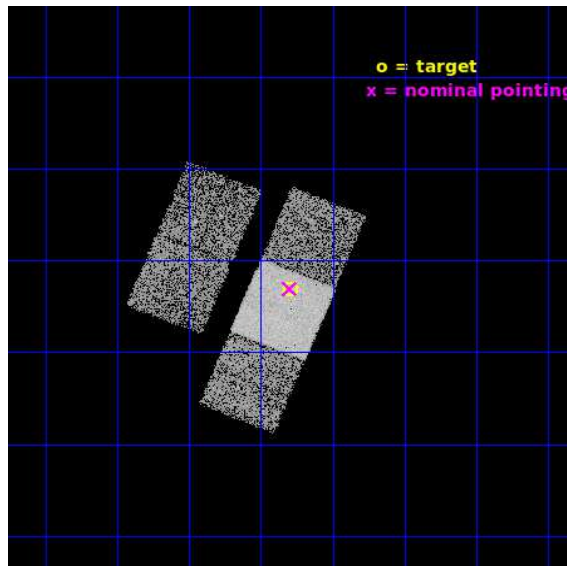 o = target
x = nominal pointing